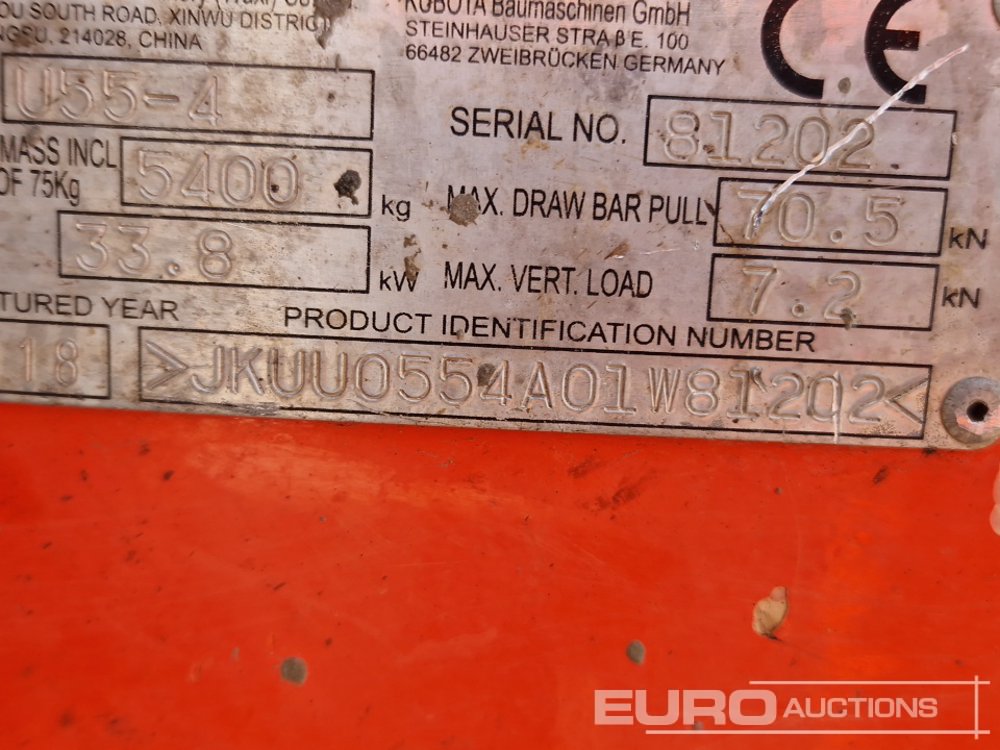 KUBOTA Baumaschinen GmbH
STEINHAUSER STRAβE. 100
66482 ZWEIBRÜCKEN GERMANY
OU SOUTH ROAD, XINWU DISTRICT
214028, CHINA
CE
U55-4
SERIAL NO. 81202
MASS INCL
OF 75Kg
5400 kg
MAX. DRAW BAR PULL 70.5 kN
33.8 kW
MAX. VERT. LOAD 7.2 kN
TURED YEAR
18
PRODUCT IDENTIFICATION NUMBER
>JKUU0554A01W81202<
EURO AUCTIONS